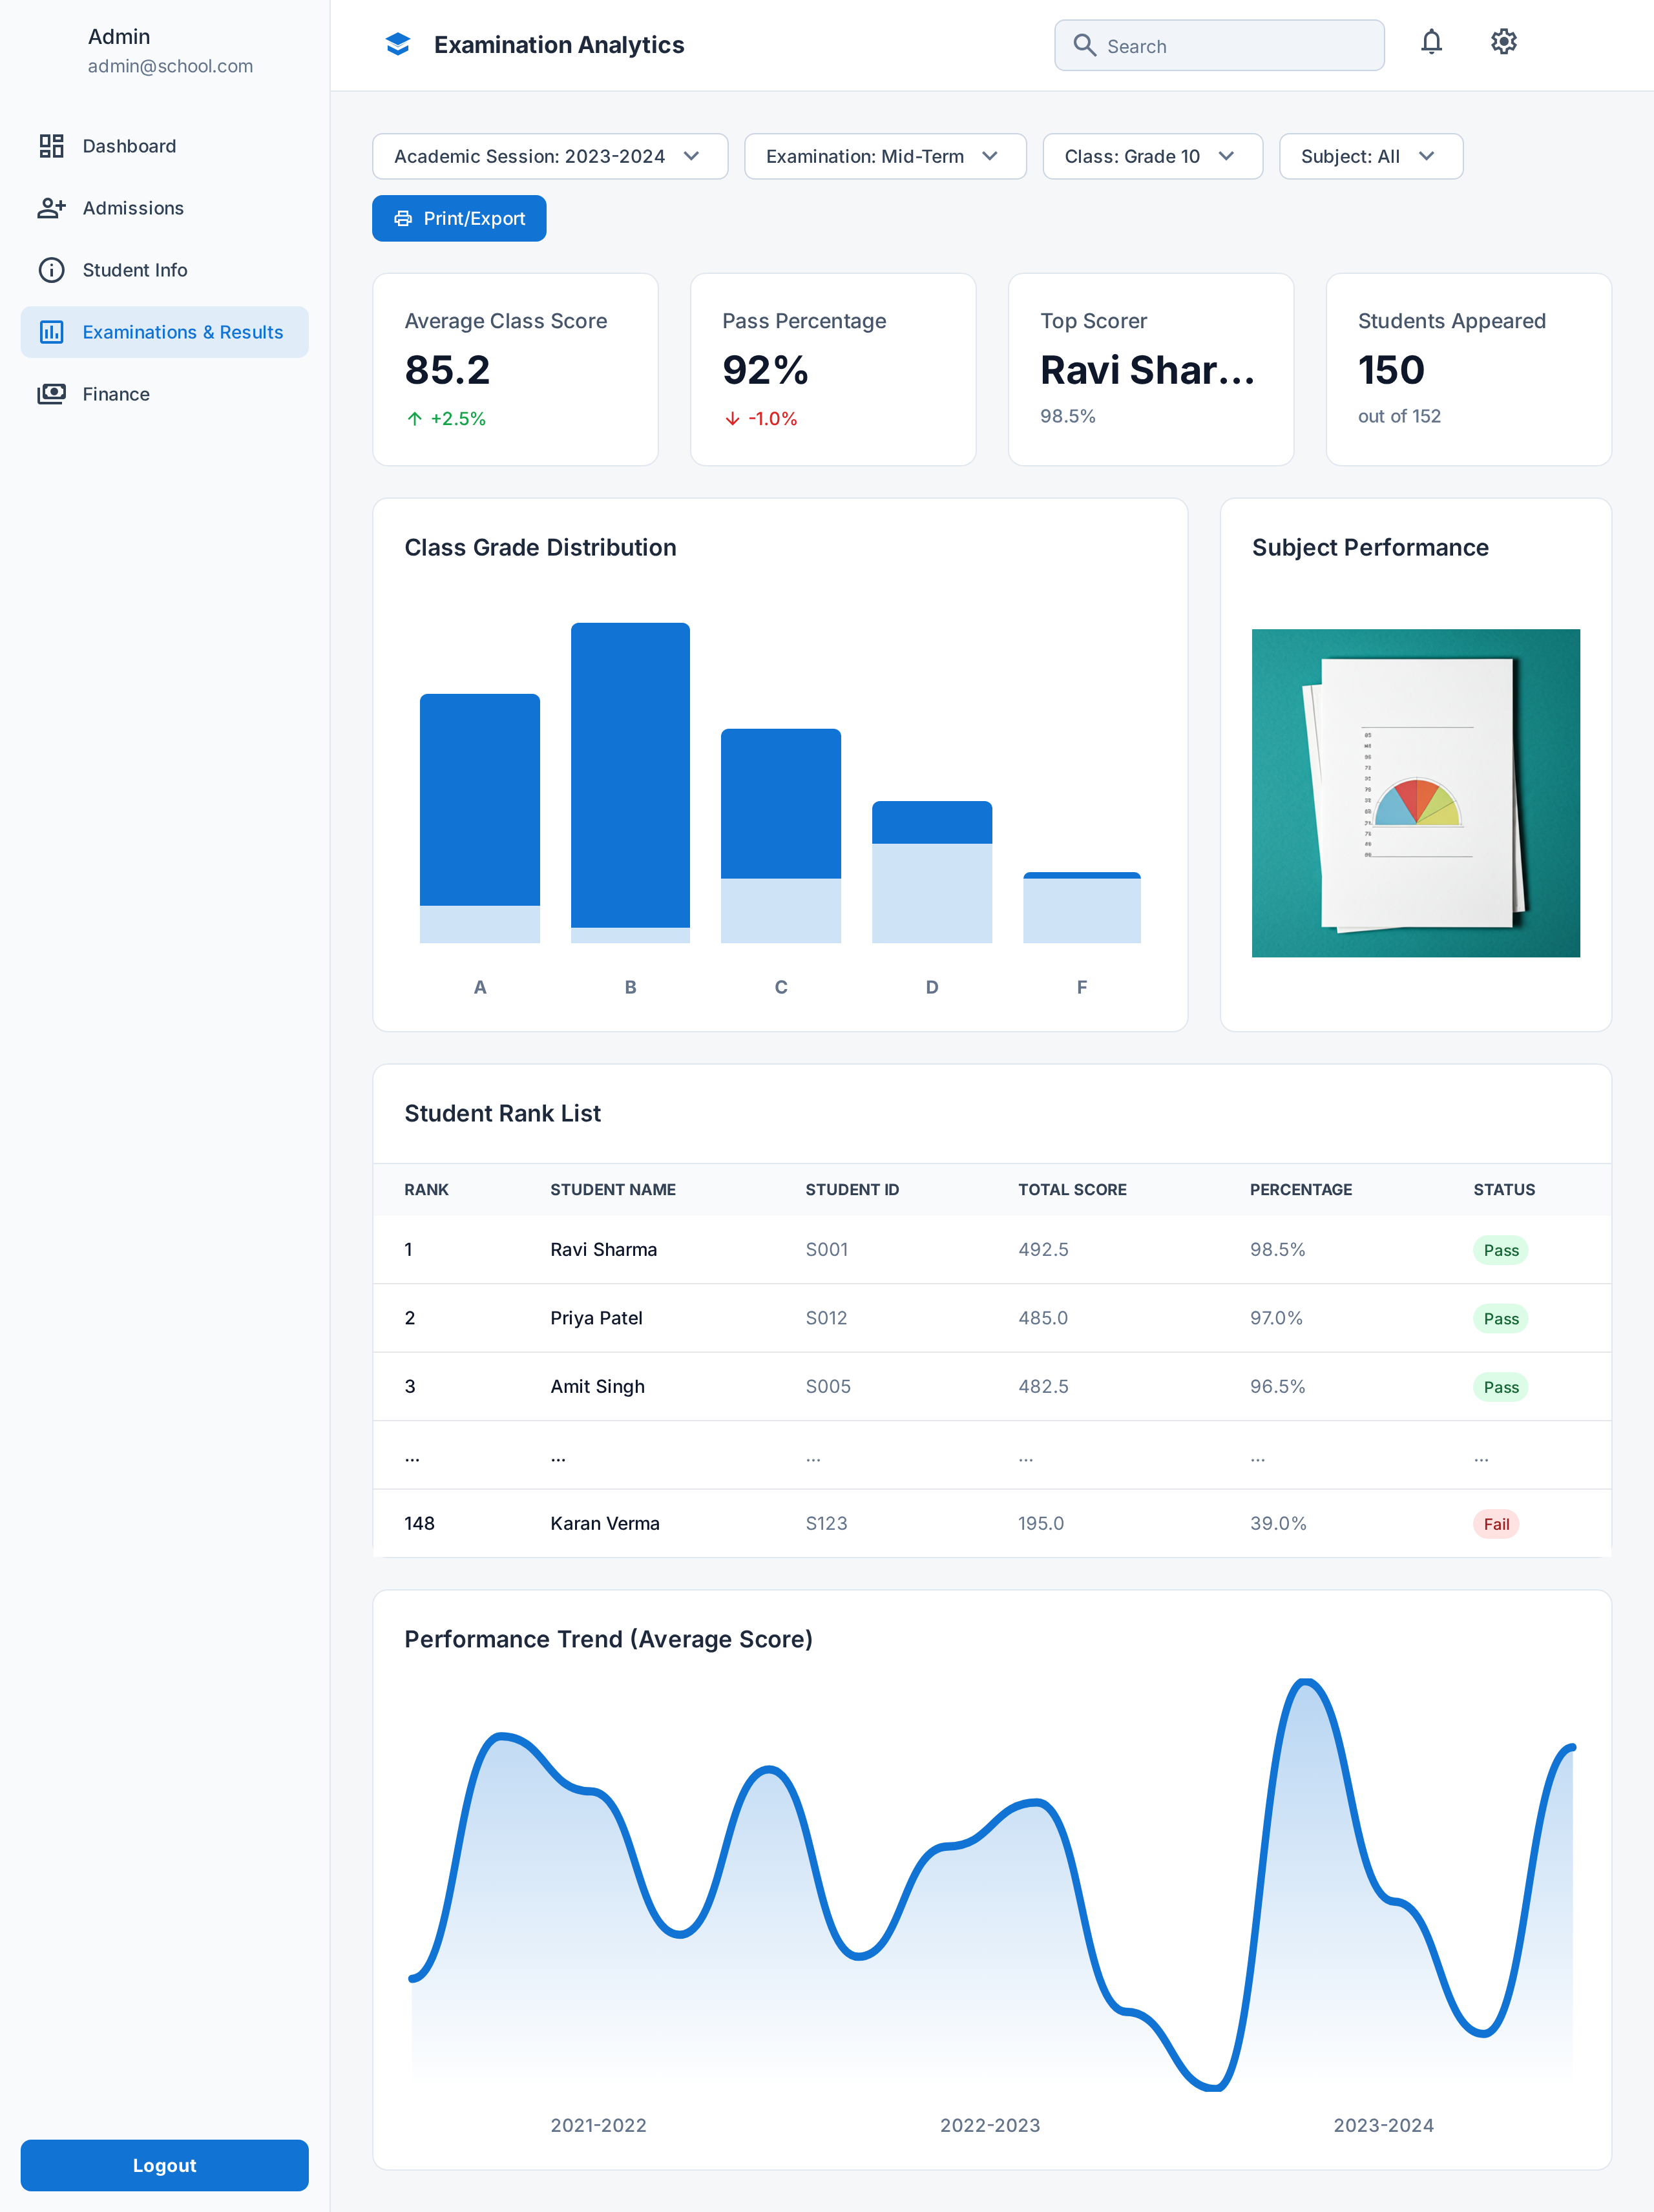 Admin
admin@school.com
Dashboard
Admissions
Student Info
Examinations & Results
Finance
Logout
Examination Analytics
Search
Academic Session: 2023-2024
Examination: Mid-Term
Class: Grade 10
Subject: All
Print/Export
Average Class Score
85.2
+2.5%
Pass Percentage
92%
-1.0%
Top Scorer
Ravi Shar...
98.5%
Students Appeared
150
out of 152
Class Grade Distribution
A B C D F
Subject Performance
Student Rank List
RANK STUDENT NAME STUDENT ID TOTAL SCORE PERCENTAGE STATUS
1 Ravi Sharma S001 492.5 98.5% Pass
2 Priya Patel S012 485.0 97.0% Pass
3 Amit Singh S005 482.5 96.5% Pass
... ... ... ... ... ...
148 Karan Verma S123 195.0 39.0% Fail
Performance Trend (Average Score)
2021-2022 2022-2023 2023-2024